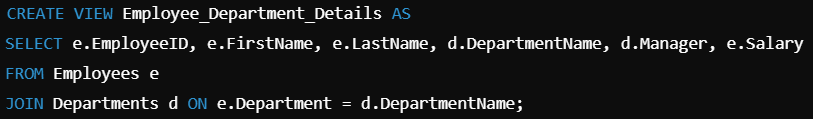 CREATE VIEW Employee_Department_Details AS
SELECT e.EmployeeID, e.FirstName, e.LastName, d.DepartmentName, d.Manager, e.Salary
FROM Employees e
JOIN Departments d ON e.Department = d.DepartmentName;